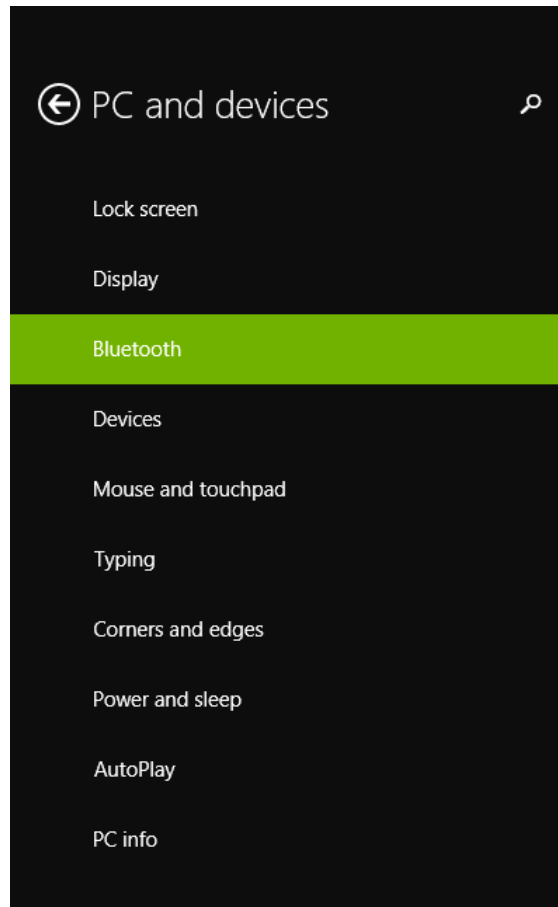 PC and devices
Lock screen
Display
Bluetooth
Devices
Mouse and touchpad
Typing
Corners and edges
Power and sleep
AutoPlay
PC info